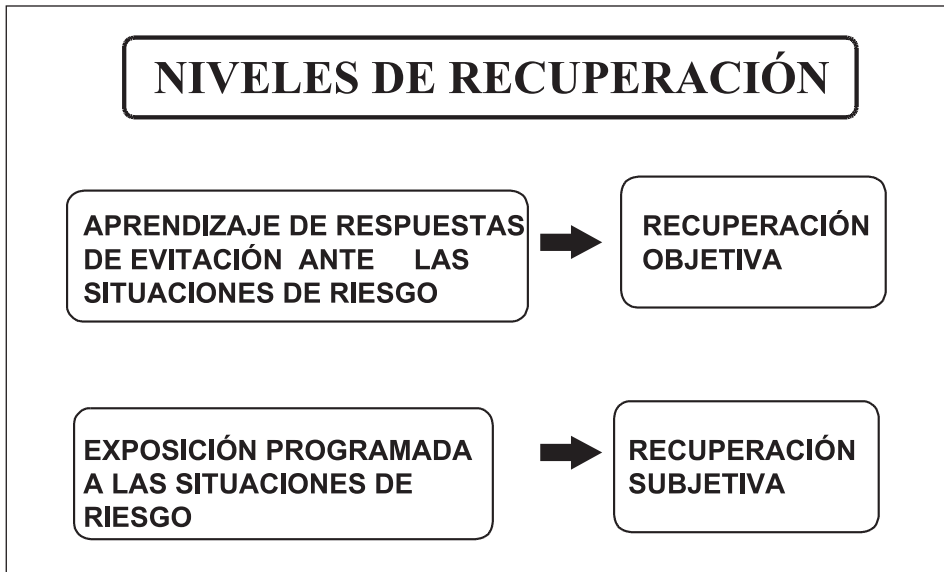 NIVELES DE RECUPERACIÓN
APRENDIZAJE DE RESPUESTAS
DE EVITACIÓN ANTE LAS
SITUACIONES DE RIESGO
RECUPERACIÓN
OBJETIVA
EXPOSICIÓN PROGRAMADA
A LAS SITUACIONES DE
RIESGO
RECUPERACIÓN
SUBJETIVA